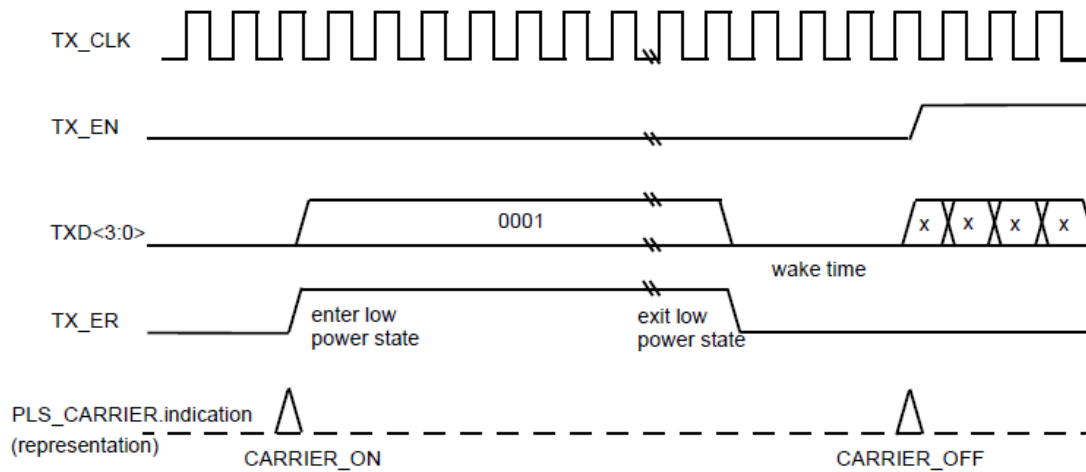 TX_CLK
TX_EN
TXD<3:0>
0001
x x x x
wake time
TX_ER
enter low
power state
exit low
power state
PLS_CARRIER.indication
(representation)
CARRIER_ON
CARRIER_OFF